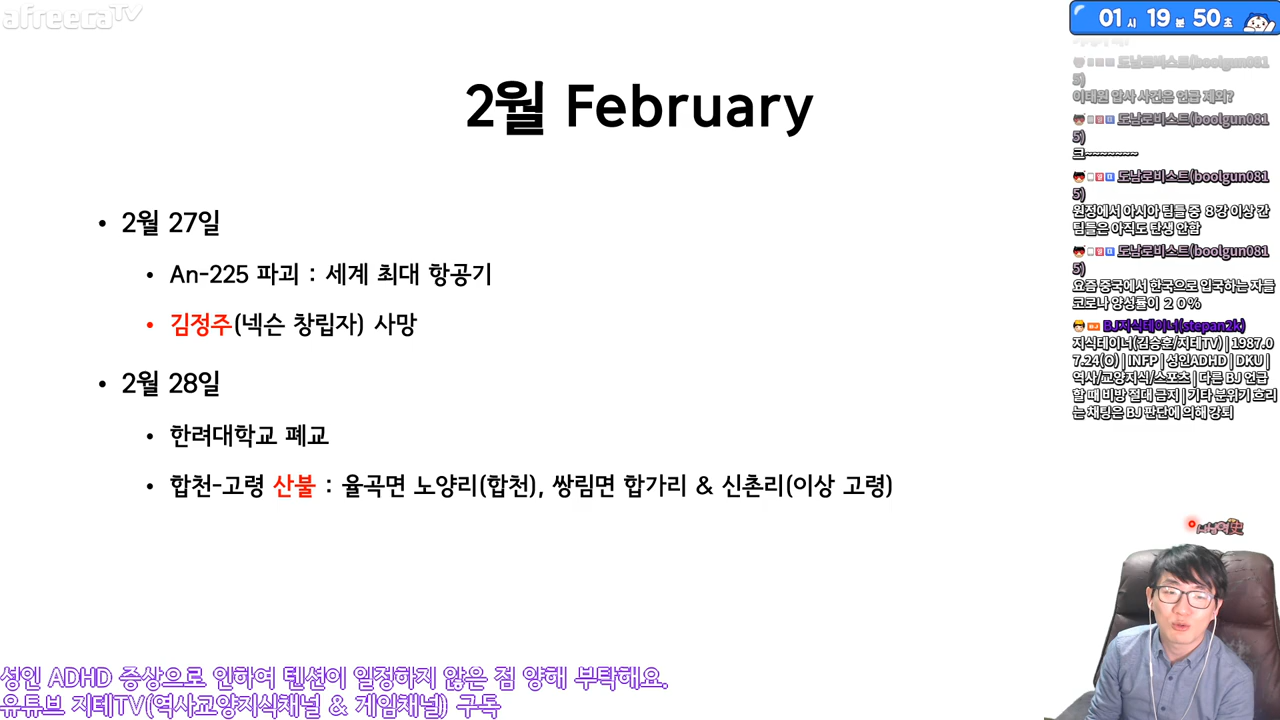 afreecaTV
01시 19분 50초
2월 February
• 2월 27일
• An-225 파괴 : 세계 최대 항공기
• 김정주(넥슨 창립자) 사망
• 2월 28일
• 한려대학교 폐교
• 합천-고령 산불 : 율곡면 노양리(합천), 쌍림면 합가리 & 신촌리(이상 고령)
도남로비스트(boolgun081
5)
이태원 압사 사건은 언급 제외?
도남로비스트(boolgun081
5)
크~~~~~~~
도남로비스트(boolgun081
5)
원정에서 아시아 팀들 중 8강 이상 간
팀들은 아직도 탄생 안함
도남로비스트(boolgun081
5)
요즘 중국에서 한국으로 입국하는 자들
코로나 양성률이 20%
BJ지식테이너(stepan2k)
지식테이너(김승훈/지테TV) | 1987.0
7.24(O) | INFP | 성인ADHD | DKU |
역사/교양지식/스포츠 | 다른 BJ 언급
할 때 비방 절대 금지 | 기타 분위기 흐리
는 채팅은 BJ 판단에 의해 강퇴
성인 ADHD 증상으로 인하여 텐션이 일정하지 않은 점 양해 부탁해요.
유튜브 지테TV(역사교양지식채널 & 게임채널) 구독